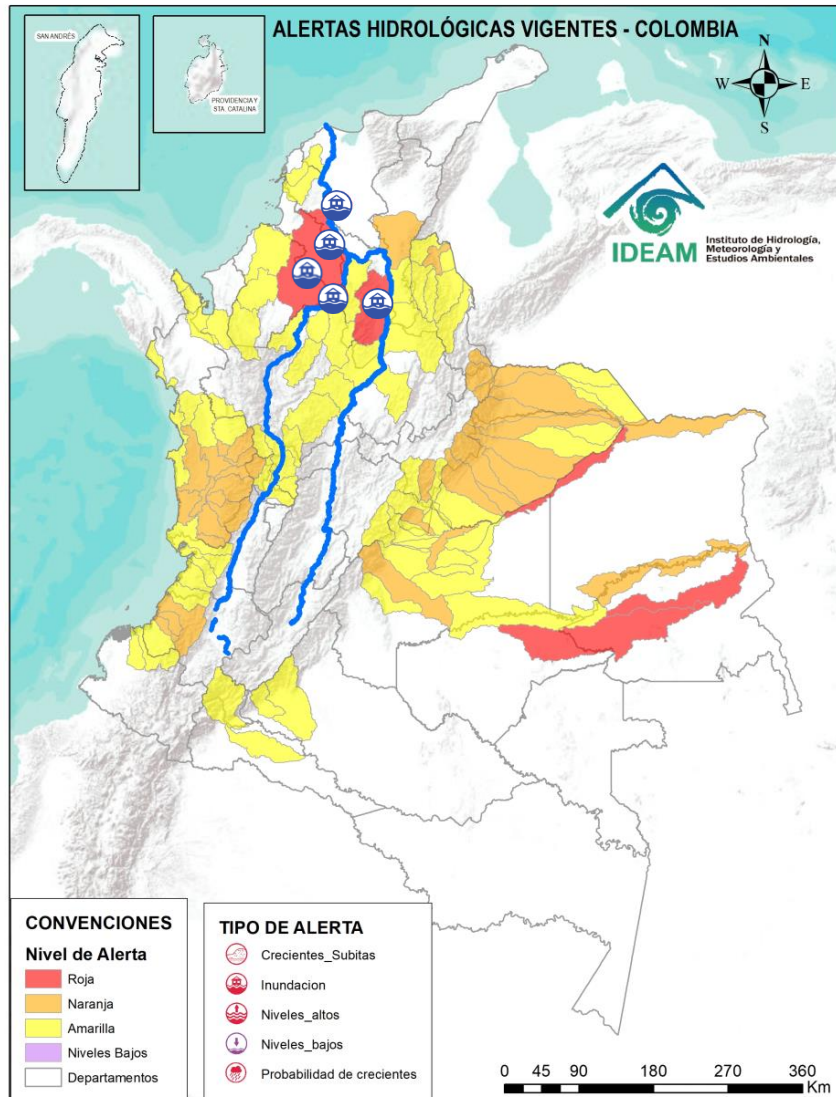 ALERTAS HIDROLÓGICAS VIGENTES - COLOMBIA
SAN ANDRÉS
PROVIDENCIA Y
STA. CATALINA
N
W
E
S
IDEAM
Instituto de Hidrología,
Meteorología y
Estudios Ambientales
CONVENCIONES
Nivel de Alerta
Roja
Naranja
Amarilla
Niveles Bajos
Departamentos
TIPO DE ALERTA
Crecientes_Subitas
Inundacion
Niveles_altos
Niveles_bajos
Probabilidad de crecientes
0 45 90 180 270 360
Km